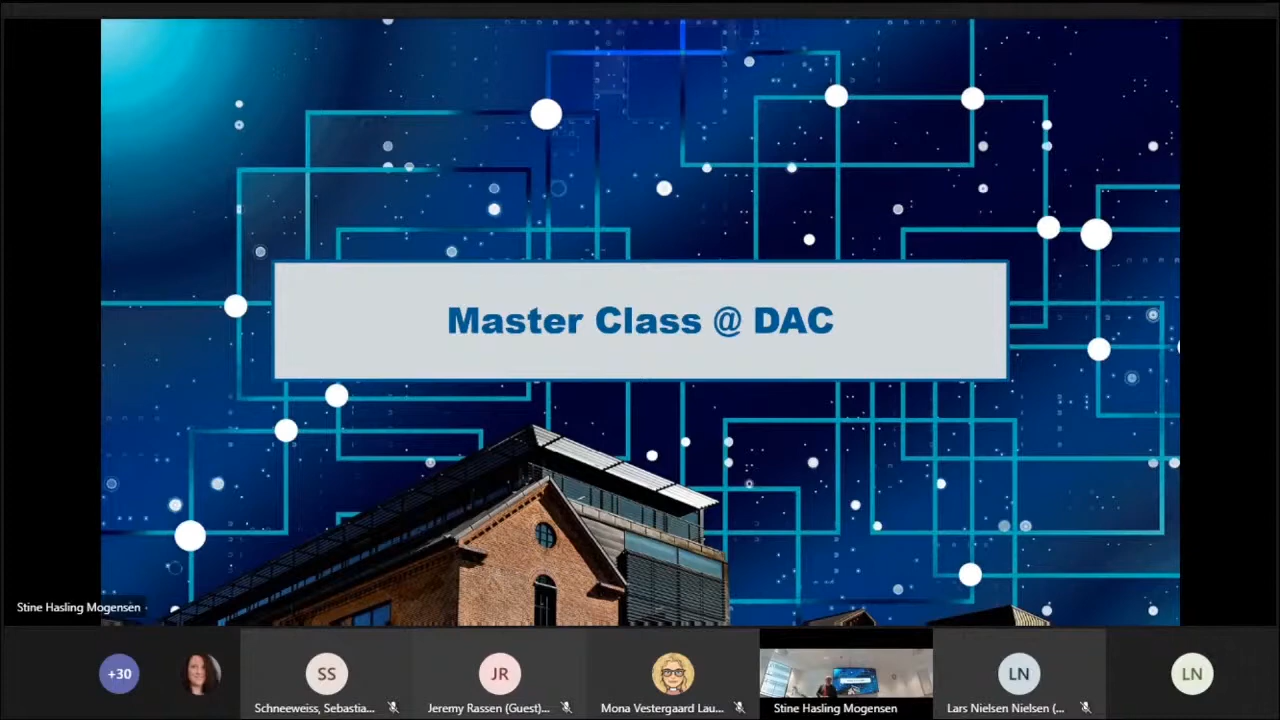 Master Class @ DAC
Stine Hasling Mogensen
+30
SS
Schneeweiss, Sebastia...
JR
Jeremy Rassen (Guest)...
Mona Vestergaard Lau...
Stine Hasling Mogensen
LN
Lars Nielsen Nielsen (...
LN